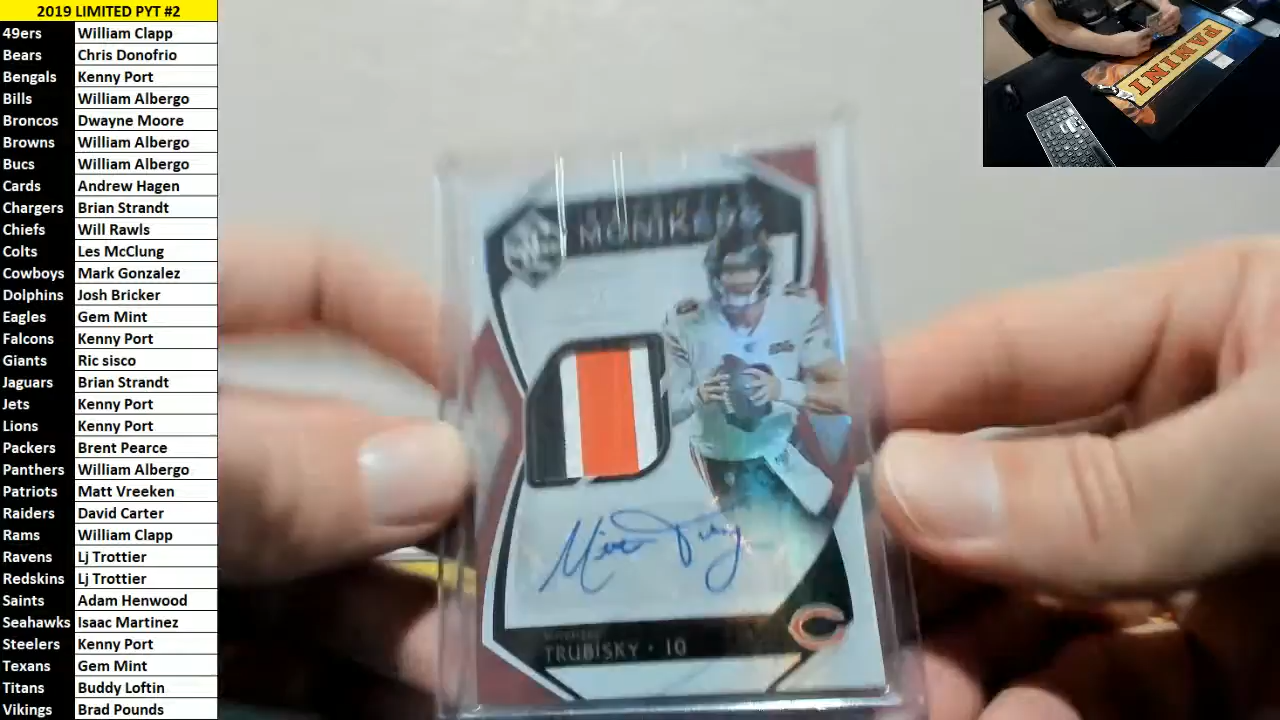 2019 LIMITED PYT #2
49ers William Clapp
Bears Chris Donofrio
Bengals Kenny Port
Bills William Albergo
Broncos Dwayne Moore
Browns William Albergo
Bucs William Albergo
Cards Andrew Hagen
Chargers Brian Strandt
Chiefs Will Rawls
Colts Les McClung
Cowboys Mark Gonzalez
Dolphins Josh Bricker
Eagles Gem Mint
Falcons Kenny Port
Giants Ric sisco
Jaguars Brian Strandt
Jets Kenny Port
Lions Kenny Port
Packers Brent Pearce
Panthers William Albergo
Patriots Matt Vreeken
Raiders David Carter
Rams William Clapp
Ravens Lj Trottier
Redskins Lj Trottier
Saints Adam Henwood
Seahawks Isaac Martinez
Steelers Kenny Port
Texans Gem Mint
Titans Buddy Loftin
Vikings Brad Pounds
MONIKERS
TRUBISKY • 10
PANINI